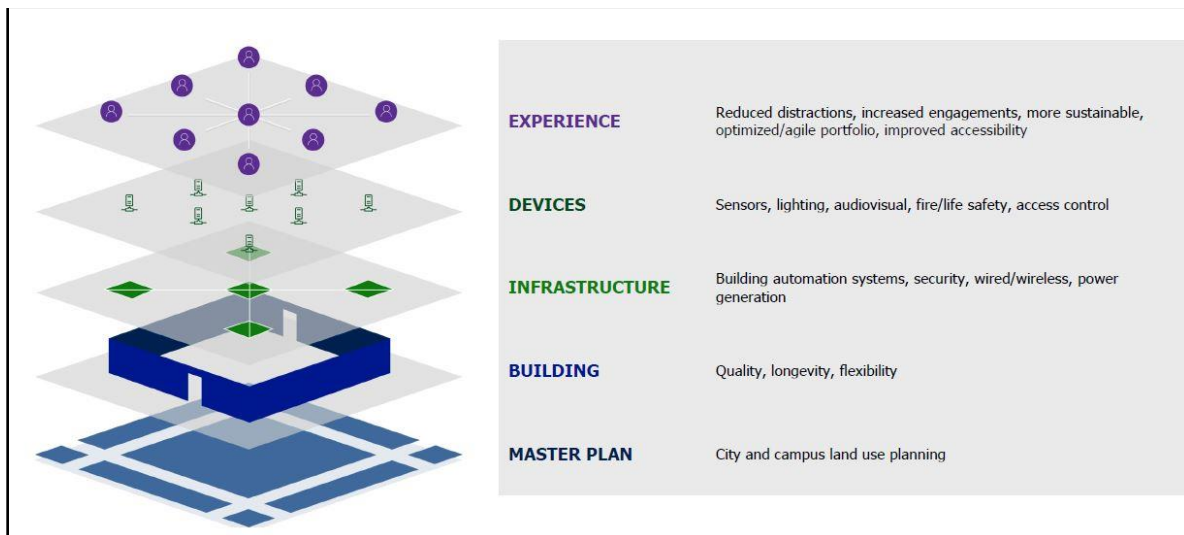 EXPERIENCE
Reduced distractions, increased engagements, more sustainable,
optimized/agile portfolio, improved accessibility
DEVICES
Sensors, lighting, audiovisual, fire/life safety, access control
INFRASTRUCTURE
Building automation systems, security, wired/wireless, power
generation
BUILDING
Quality, longevity, flexibility
MASTER PLAN
City and campus land use planning